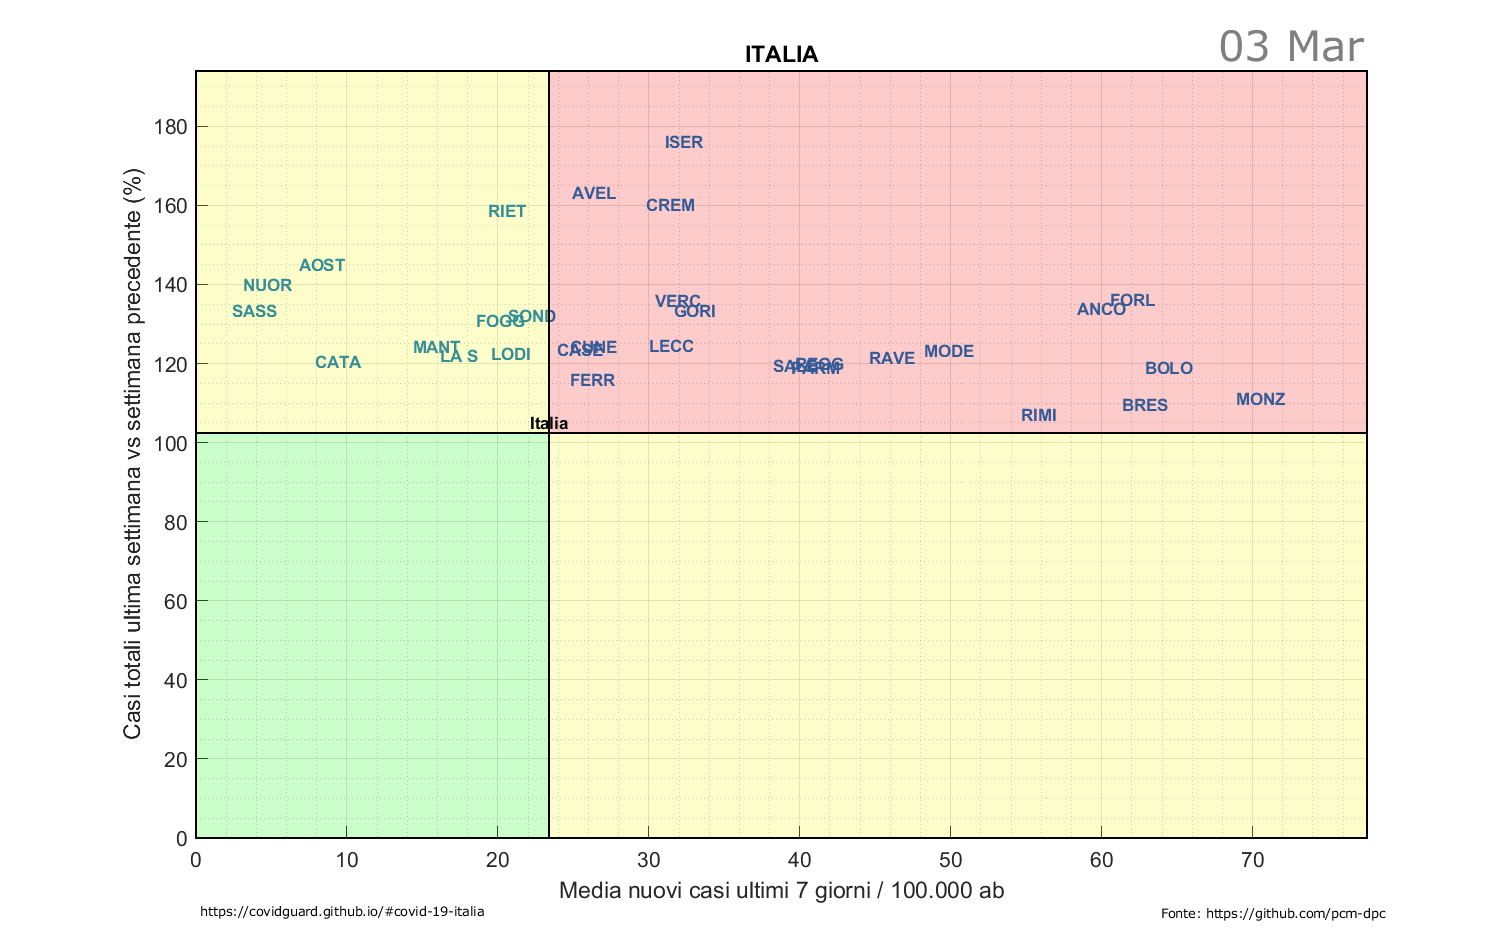 03 Mar
ITALIA
Casi totali ultima settimana vs settimana precedente (%)
180
160
140
120
100
80
60
40
20
0
ISER
AVEL
CREM
RIET
AOST
NUOR
SASS
VERC
GORI
FORL
ANCO
SOND
FOGG
MANT
LA S
LODI
CATA
CUNE
CASE
LECC
FERR
REGG
PARM
RAVE
MODE
BOLO
MONZ
BRES
RIMI
Italia
0
10
20
30
40
50
60
70
Media nuovi casi ultimi 7 giorni / 100.000 ab
https://covidguard.github.io/#covid-19-italia
Fonte: https://github.com/pcm-dpc